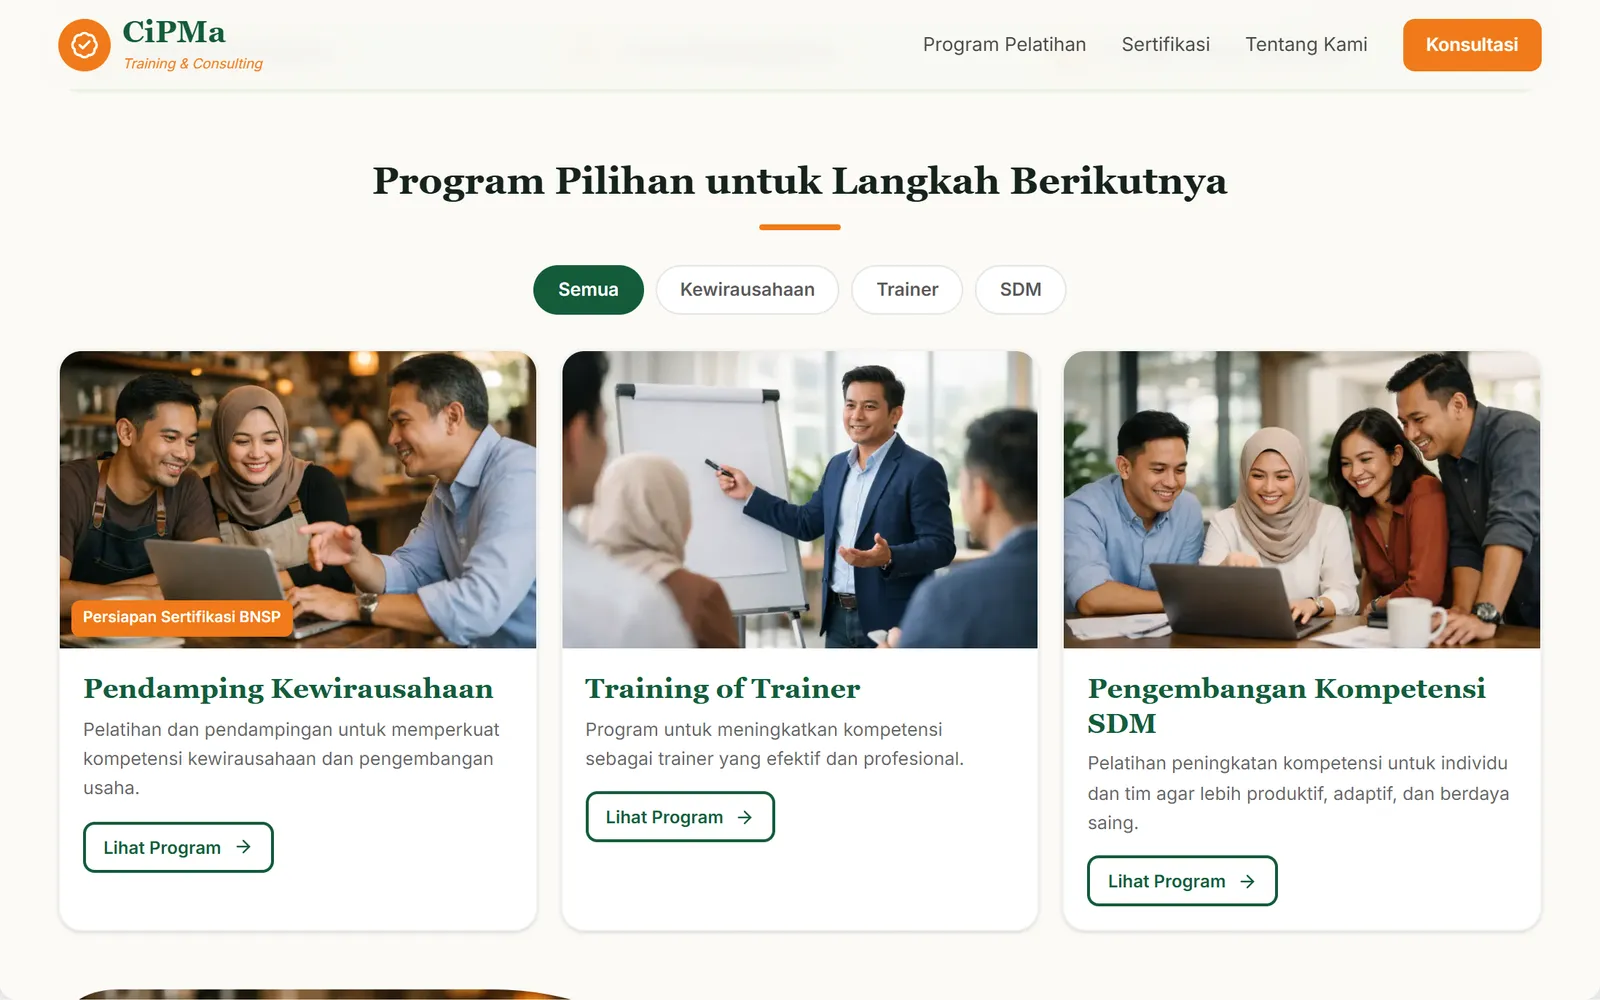 CiPMa
Training & Consulting
Program Pelatihan
Sertifikasi
Tentang Kami
Konsultasi
Program Pilihan untuk Langkah Berikutnya
Semua
Kewirausahaan
Trainer
SDM
Persiapan Sertifikasi BNSP
Pendamping Kewirausahaan
Pelatihan dan pendampingan untuk memperkuat
kompetensi kewirausahaan dan pengembangan
usaha.
Lihat Program →
Training of Trainer
Program untuk meningkatkan kompetensi
sebagai trainer yang efektif dan profesional.
Lihat Program →
Pengembangan Kompetensi
SDM
Pelatihan peningkatan kompetensi untuk individu
dan tim agar lebih produktif, adaptif, dan berdaya
saing.
Lihat Program →